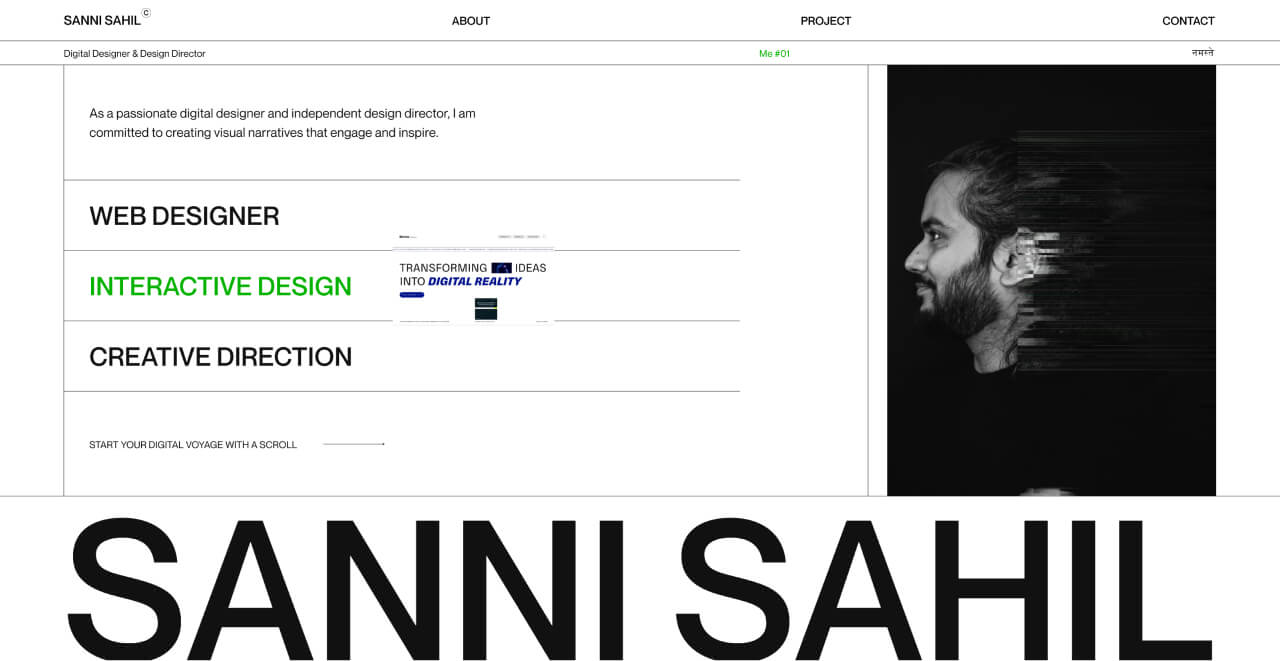 SANNI SAHIL©
ABOUT
PROJECT
CONTACT
Digital Designer & Design Director
Me #01
नमस्ते
As a passionate digital designer and independent design director, I am
committed to creating visual narratives that engage and inspire.
WEB DESIGNER
INTERACTIVE DESIGN
TRANSFORMING IDEAS
INTO DIGITAL REALITY
CREATIVE DIRECTION
START YOUR DIGITAL VOYAGE WITH A SCROLL
SANNI SAHIL